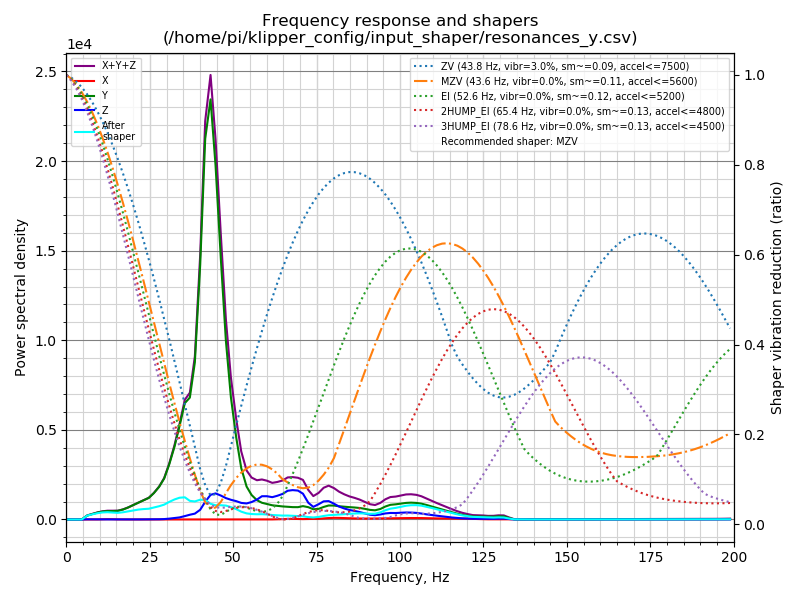 Frequency response and shapers
(/home/pi/klipper_config/input_shaper/resonances_y.csv)
1e4
X+Y+Z
X
Y
Z
After
shaper
ZV (43.8 Hz, vibr=3.0%, sm~=0.09, accel<=7500)
MZV (43.6 Hz, vibr=0.0%, sm~=0.11, accel<=5600)
EI (52.6 Hz, vibr=0.0%, sm~=0.12, accel<=5200)
2HUMP_EI (65.4 Hz, vibr=0.0%, sm~=0.13, accel<=4800)
3HUMP_EI (78.6 Hz, vibr=0.0%, sm~=0.13, accel<=4500)
Recommended shaper: MZV
2.5
2.0
1.5
1.0
0.5
0.0
Power spectral density
1.0
0.8
0.6
0.4
0.2
0.0
Shaper vibration reduction (ratio)
0 25 50 75 100 125 150 175 200
Frequency, Hz